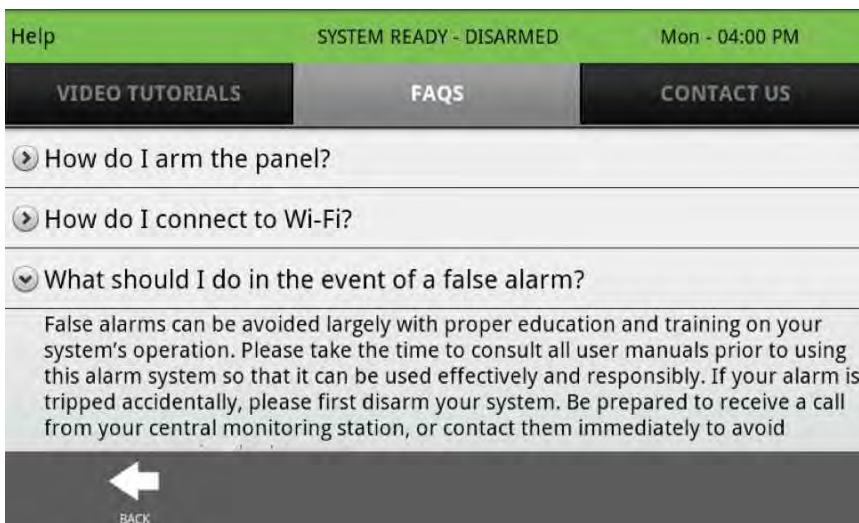 Help SYSTEM READY - DISARMED Mon - 04:00 PM
VIDEO TUTORIALS FAQS CONTACT US
How do I arm the panel?
How do I connect to Wi-Fi?
What should I do in the event of a false alarm?
False alarms can be avoided largely with proper education and training on your
system's operation. Please take the time to consult all user manuals prior to using
this alarm system so that it can be used effectively and responsibly. If your alarm is
tripped accidentally, please first disarm your system. Be prepared to receive a call
from your central monitoring station, or contact them immediately to avoid
BACK